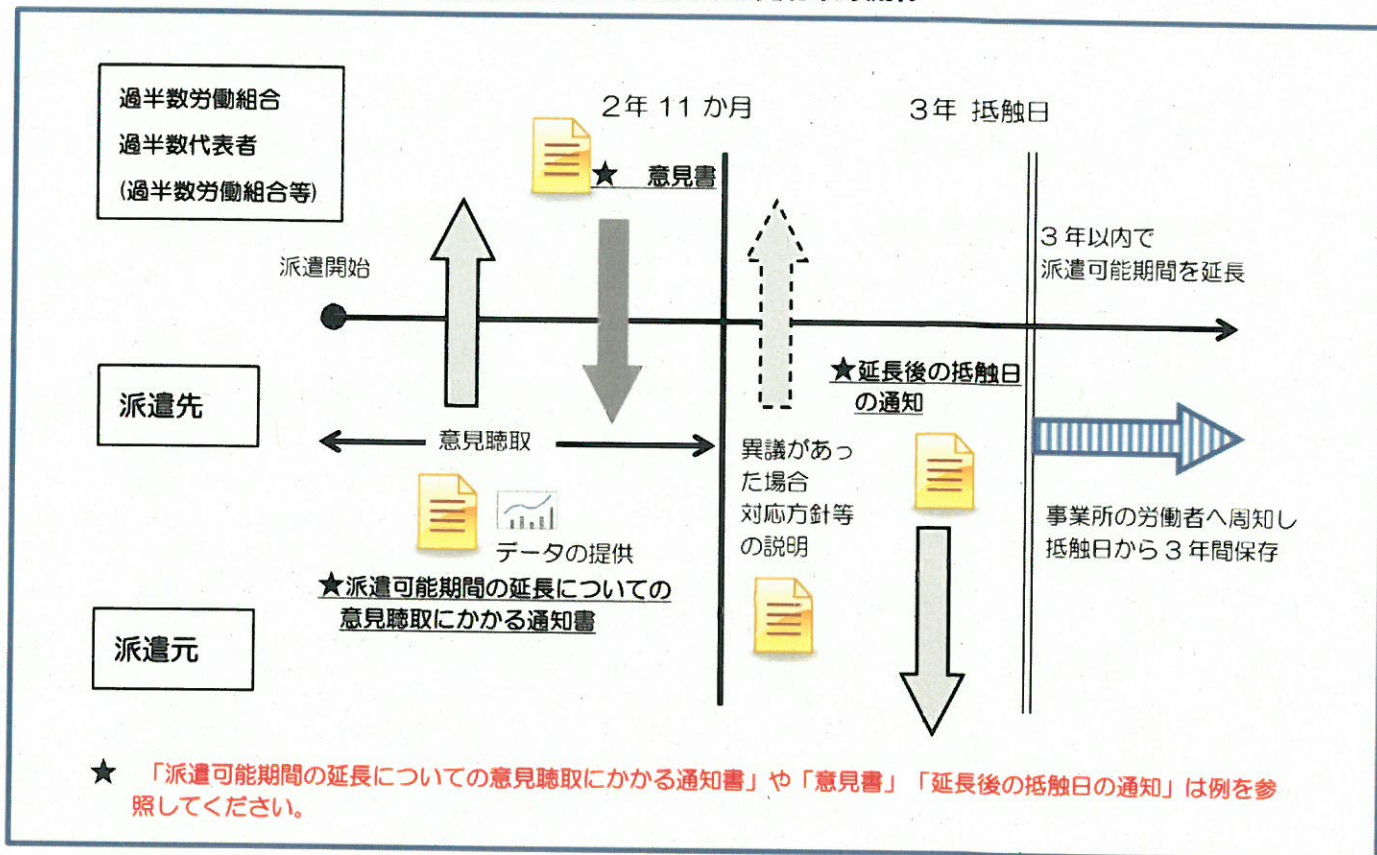 過半数労働組合
過半数代表者
(過半数労働組合等)
2年 11 か月
3年 抵触日
★ 意見書
派遣開始
3年以内で
派遣可能期間を延長
派遣先
★延長後の抵触日
の通知
意見聴取
異議があっ
た場合
対応方針等
の説明
データの提供
事業所の労働者へ周知し
抵触日から3年間保存
★派遣可能期間の延長についての
意見聴取にかかる通知書
派遣元
★ 「派遣可能期間の延長についての意見聴取にかかる通知書」や「意見書」「延長後の抵触日の通知」は例を参
照してください。